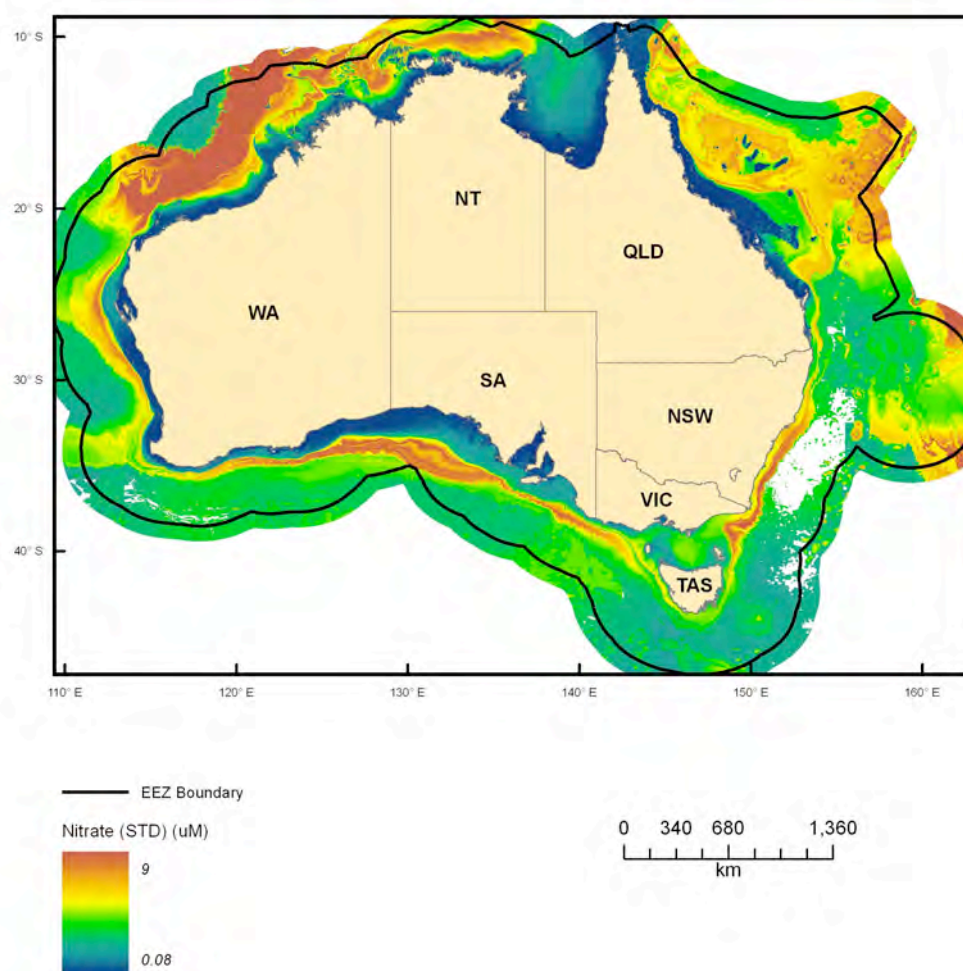 10° S
20° S
30° S
40° S
NT
QLD
WA
SA
NSW
VIC
TAS
110° E 120° E 130° E 140° E 150° E 160° E
EEZ Boundary
Nitrate (STD) (uM)
9
0.08
0 340 680 1,360
km